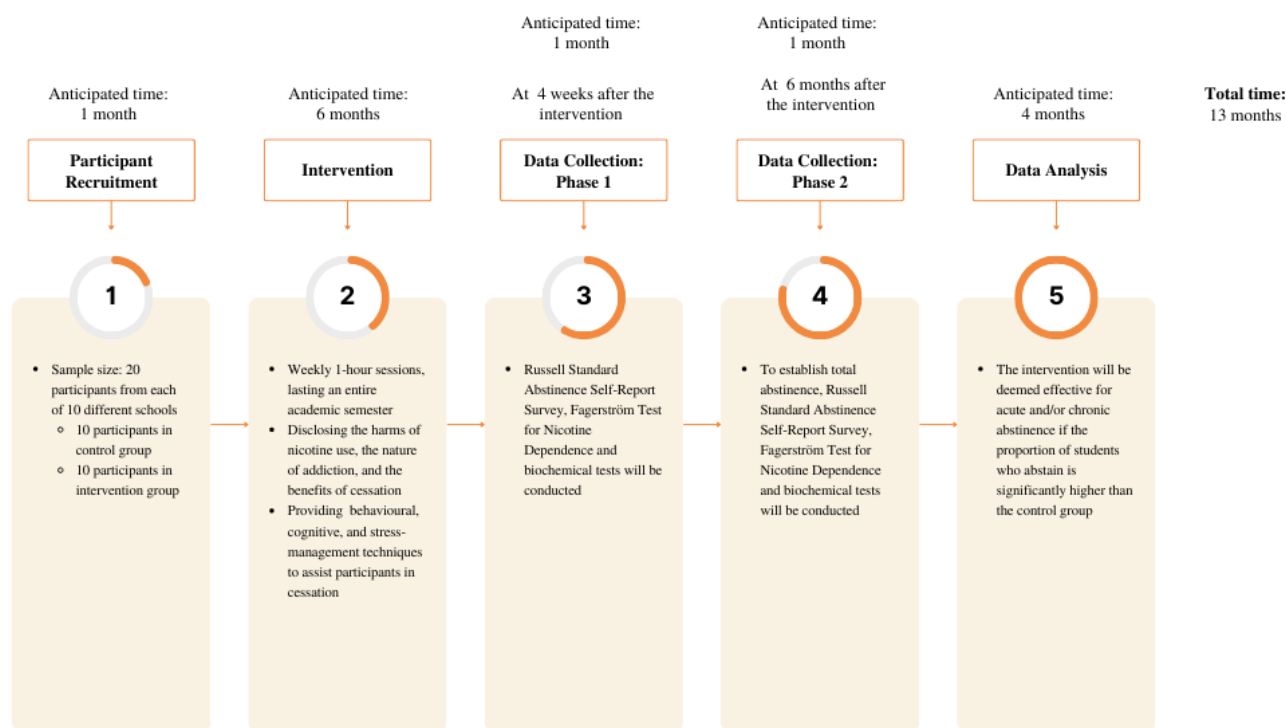 Anticipated time:
1 month
Participant
Recruitment
1
• Sample size: 20
participants from each
of 10 different schools
◦ 10 participants in
control group
◦ 10 participants in
intervention group
Anticipated time:
6 months
Intervention
2
• Weekly 1-hour sessions,
lasting an entire
academic semester
• Disclosing the harms of
nicotine use, the nature
of addiction, and the
benefits of cessation
• Providing behavioural,
cognitive, and stress-
management techniques
to assist participants in
cessation
Anticipated time:
1 month
At 4 weeks after the
intervention
Data Collection:
Phase 1
3
• Russell Standard
Abstinence Self-Report
Survey, Fagerström Test
for Nicotine
Dependence and
biochemical tests will be
conducted
Anticipated time:
1 month
At 6 months after
the intervention
Data Collection:
Phase 2
4
• To establish total
abstinence, Russell
Standard Abstinence
Self-Report Survey,
Fagerström Test for
Nicotine Dependence
and biochemical tests
will be conducted
Anticipated time:
4 months
Data Analysis
5
• The intervention will be
deemed effective for
acute and/or chronic
abstinence if the
proportion of students
who abstain is
significantly higher than
the control group
Total time:
13 months